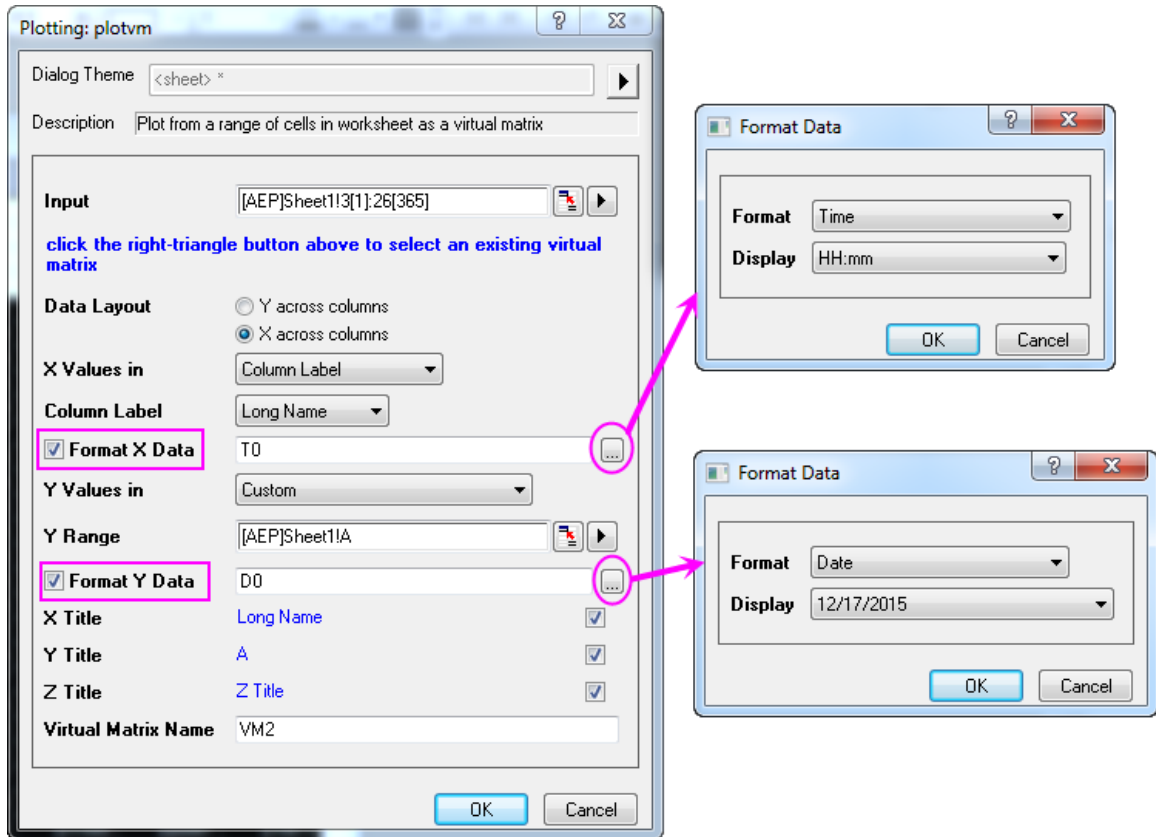 Plotting: plotvm
Dialog Theme <sheet> *
Description Plot from a range of cells in worksheet as a virtual matrix
Input [AEP]Sheet1!3[1]:26[365]
click the right-triangle button above to select an existing virtual
matrix
Data Layout Y across columns
X across columns
X Values in Column Label
Column Label Long Name
Format X Data T0 ...
Y Values in Custom
Y Range [AEP]Sheet1!A
Format Y Data D0 ...
X Title Long Name
Y Title A
Z Title Z Title
Virtual Matrix Name VM2
OK Cancel
Format Data
Format Time
Display HH:mm
OK Cancel
Format Data
Format Date
Display 12/17/2015
OK Cancel